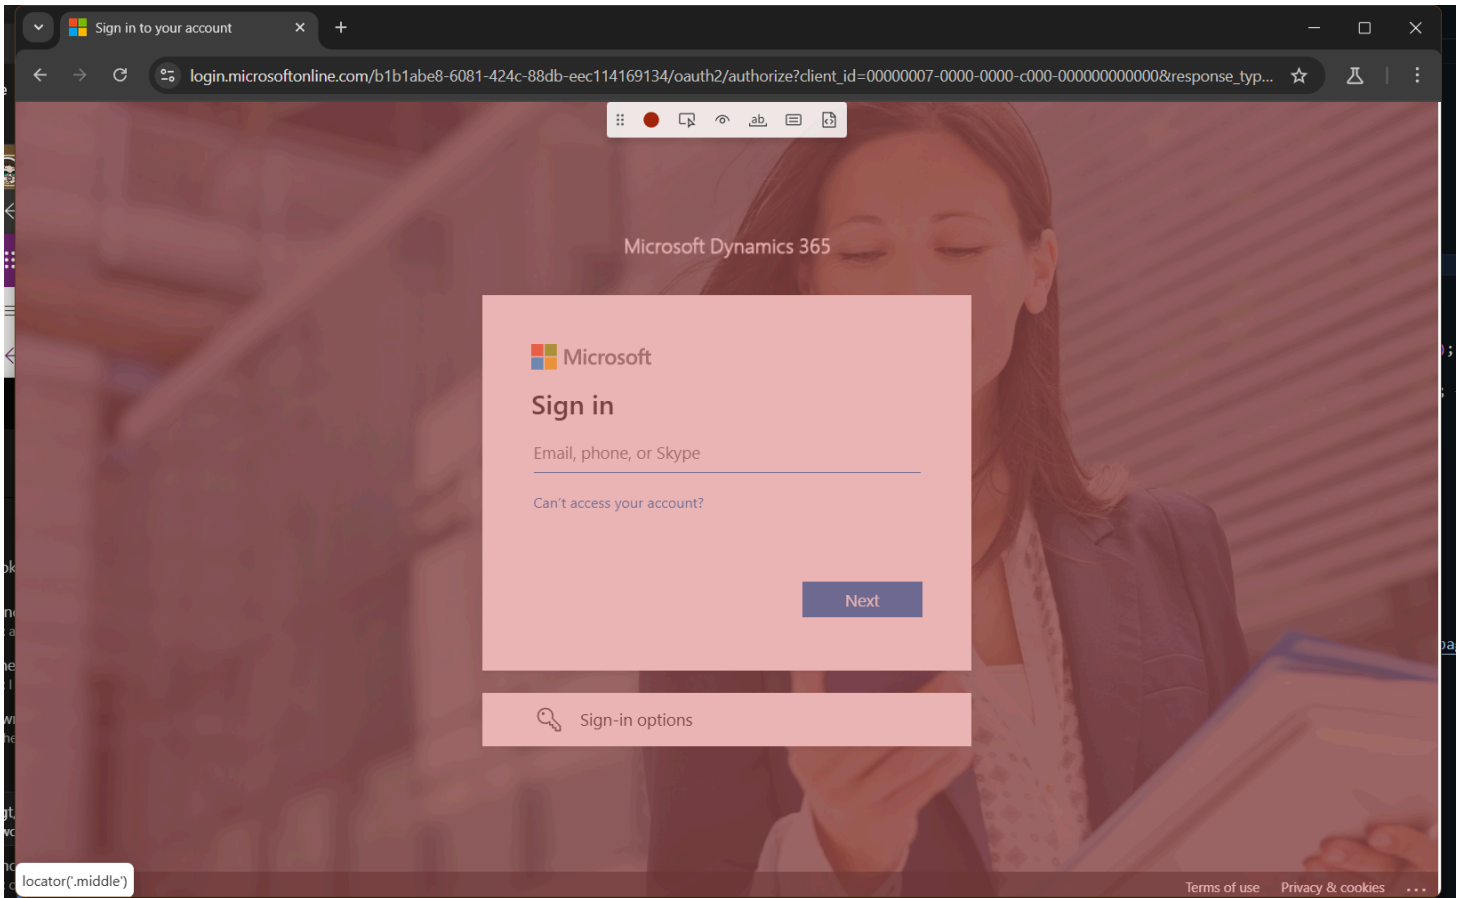 Sign in to your account
login.microsoftonline.com/b1b1abe8-6081-424c-88db-eec114169134/oauth2/authorize?client_id=00000007-0000-0000-c000-000000000000&response_typ...
ab
Microsoft Dynamics 365
Microsoft
Sign in
Email, phone, or Skype
Can't access your account?
Next
Sign-in options
locator('.middle')
Terms of use Privacy & cookies ...